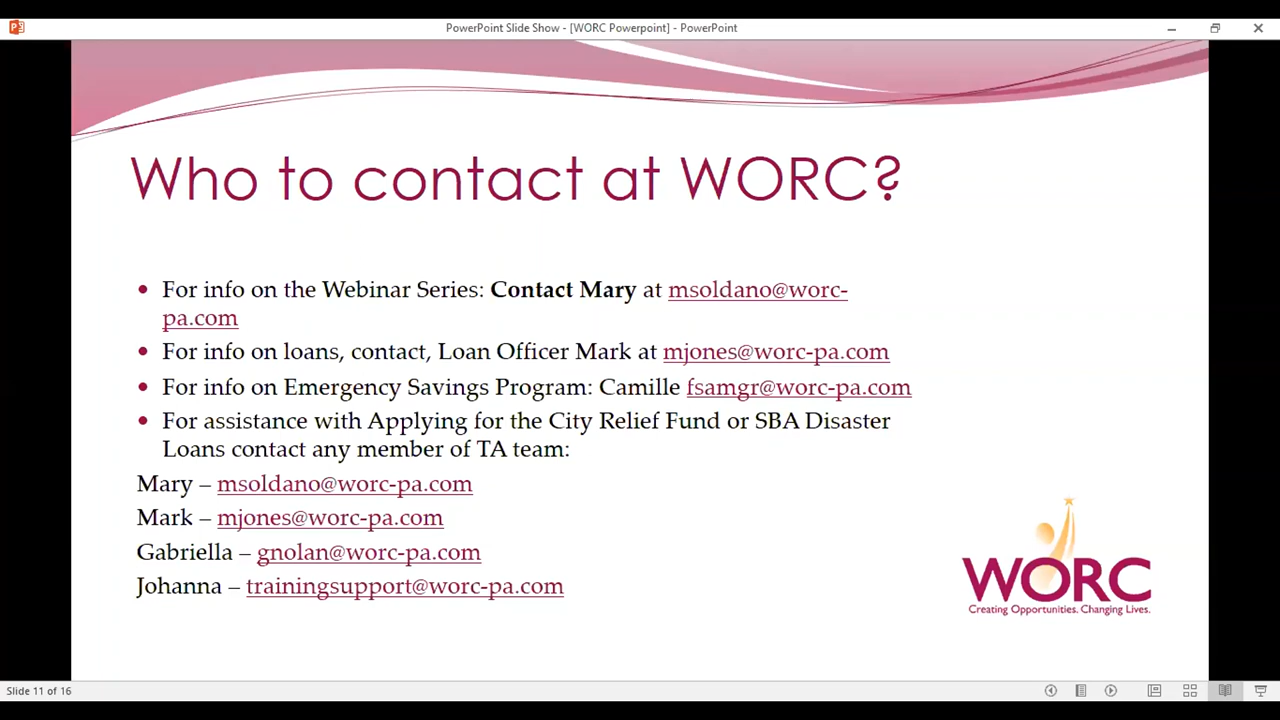 PowerPoint Slide Show - [WORC Powerpoint] - PowerPoint
Who to contact at WORC?
• For info on the Webinar Series: Contact Mary at msoldano@worc-
pa.com
• For info on loans, contact, Loan Officer Mark at mjones@worc-pa.com
• For info on Emergency Savings Program: Camille fsamgr@worc-pa.com
• For assistance with Applying for the City Relief Fund or SBA Disaster
Loans contact any member of TA team:
Mary – msoldano@worc-pa.com
Mark – mjones@worc-pa.com
Gabriella – gnolan@worc-pa.com
Johanna – trainingsupport@worc-pa.com
WORC
Creating Opportunities. Changing Lives.
Slide 11 of 16